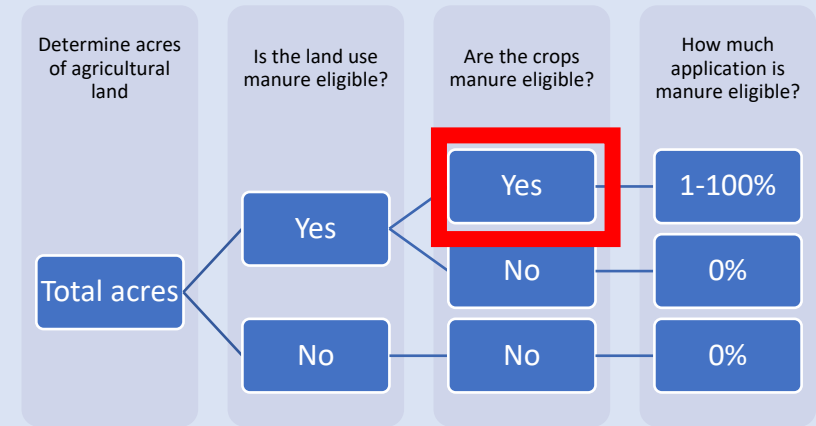 Determine acres
of agricultural
land
Is the land use
manure eligible?
Are the crops
manure eligible?
How much
application is
manure eligible?
Total acres
Yes
No
Yes
No
No
1-100%
0%
0%